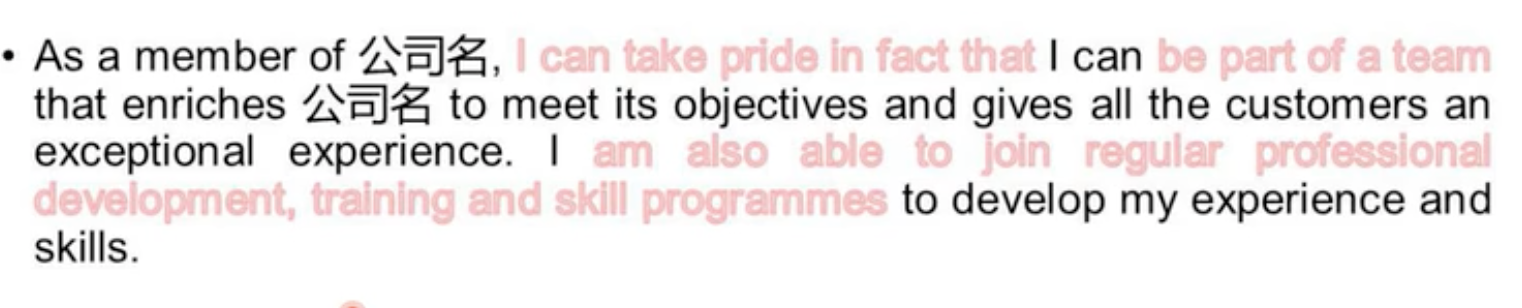 • As a member of 公司名, I can take pride in fact that I can be part of a team
that enriches 公司名 to meet its objectives and gives all the customers an
exceptional experience. I am also able to join regular professional
development, training and skill programmes to develop my experience and
skills.